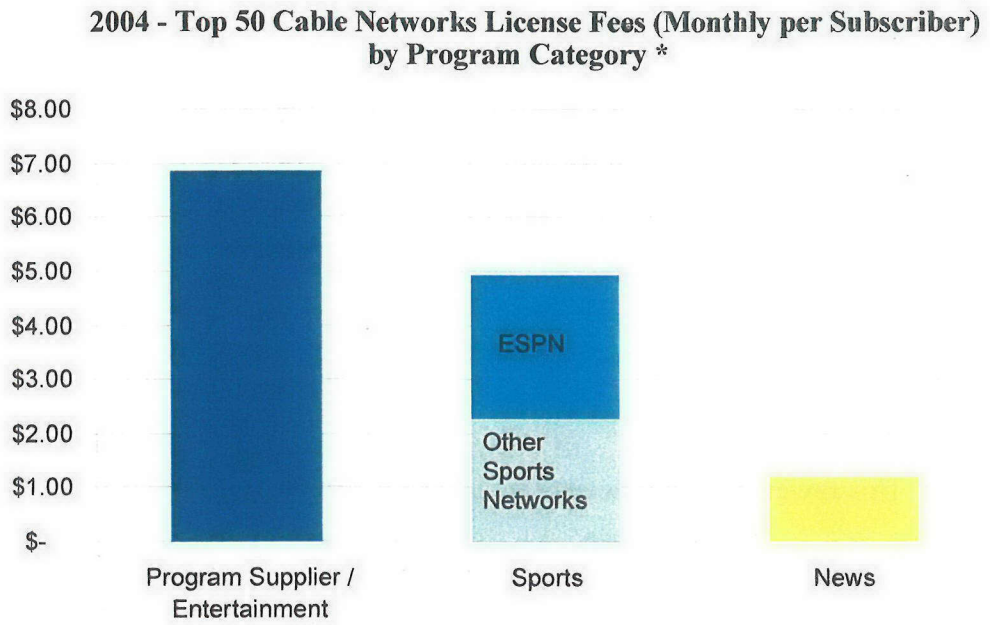 2004 - Top 50 Cable Networks License Fees (Monthly per Subscriber)
by Program Category *
$8.00
$7.00
$6.00
$5.00
$4.00
$3.00
$2.00
$1.00
$-
ESPN
Other
Sports
Networks
Program Supplier /
Entertainment
Sports
News